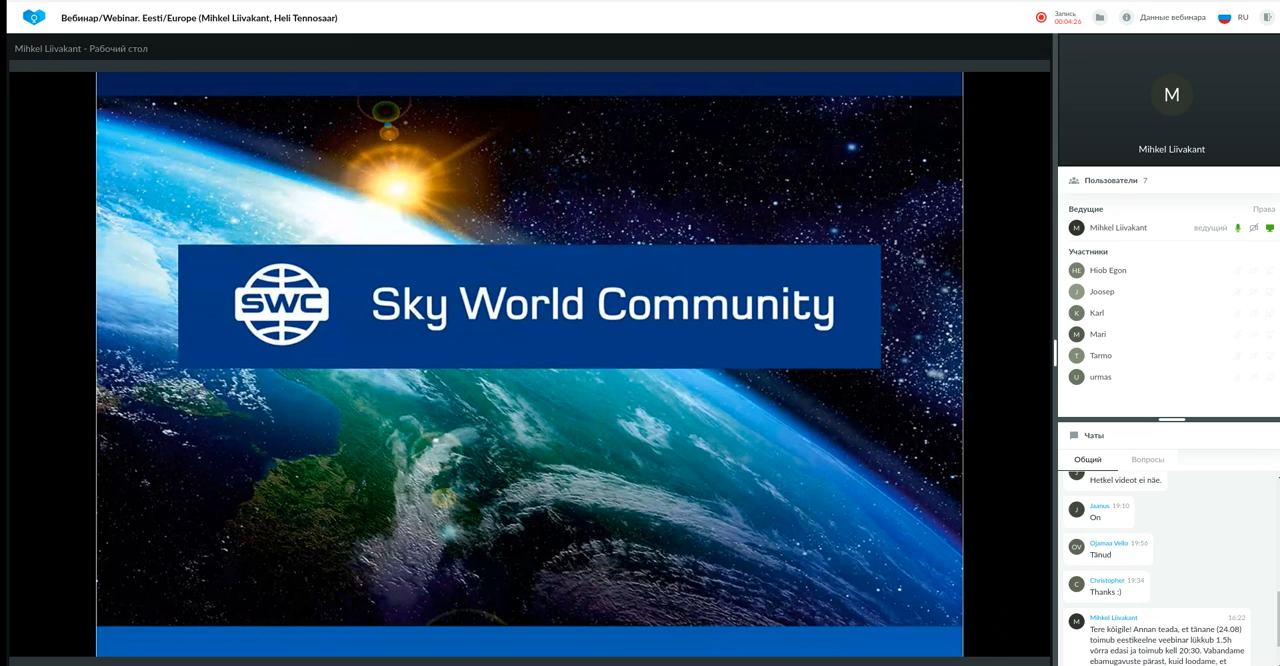 Вебинар/Webinar. Eesti/Europe (Mihkel Liivakant, Heli Tennosaar)
Запись
00:04:26
Данные вебинара
RU
Mihkel Liivakant - Рабочий стол
SWC
Sky World Community
M
Mihkel Liivakant
Пользователи 7
Ведущие Права
M Mihkel Liivakant ведущий
Участники
HE Hiob Egon
J Joosep
K Karl
M Mari
T Tarmo
U urmas
Чаты
Общий Вопросы
Hetkel videot ei näe.
J Jaanus 19:10
On
OV Ojamaa Vello 19:56
Tänud
C Christopher 19:34
Thanks :)
M Mihkel Liivakant 16:22
Tere kõigile! Annan teada, et tänane (24.08)
toimub eestikeelne veebinar lükkub 1.5h
võrra edasi ja toimub kell 20:30. Vabandame
ebamugavuste pärast, kuid loodame, et